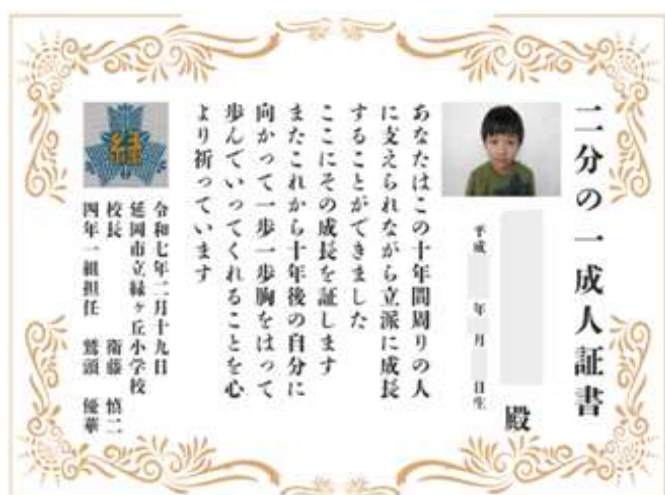 二分の一成人証書
殿
平成 年 月 日生
あなたはこの十年間周りの人
に支えられながら立派に成長
することができました
ここにその成長を証します
またこれから十年後の自分に
向かって一歩一歩胸をはって
歩んでいってくれることを心
より祈っています
令和七年二月十九日
延岡市立緑ヶ丘小学校
校長 衛藤 慎二
四年一組担任 鷲頭 優華